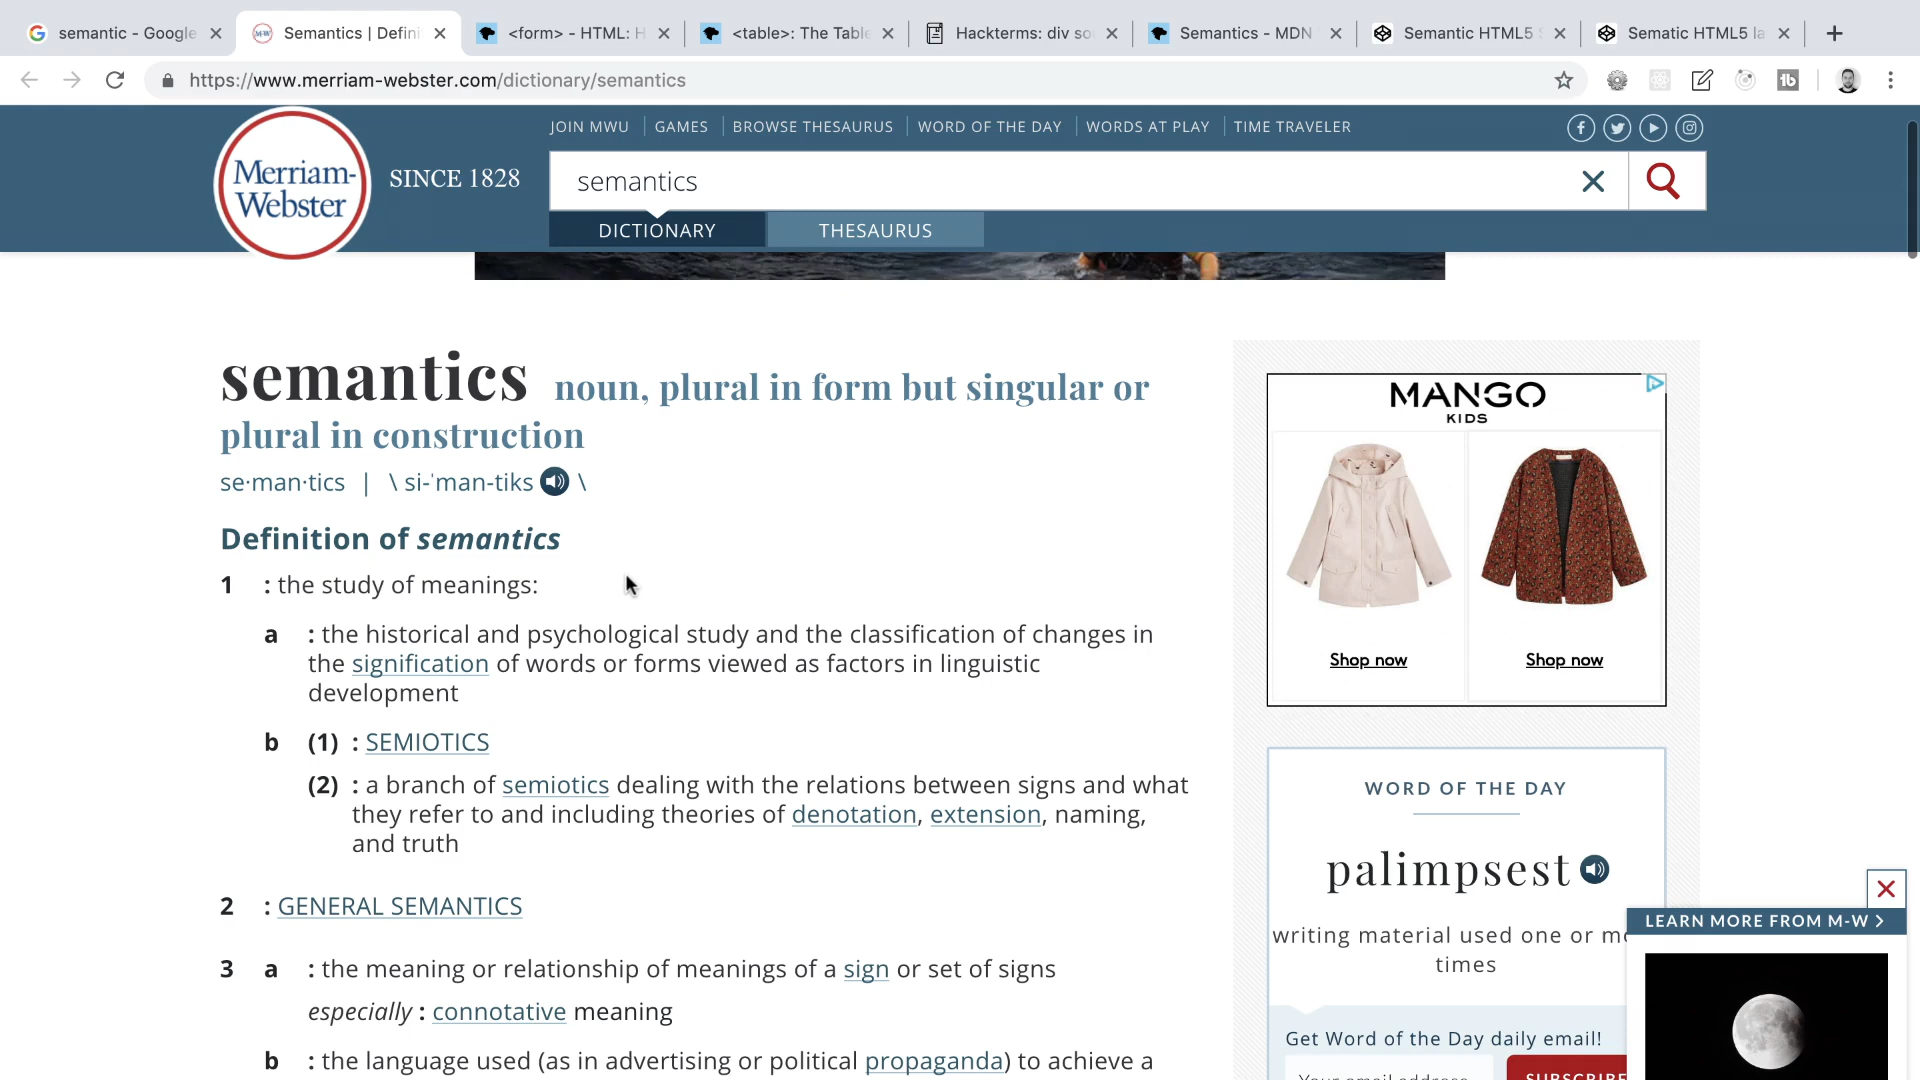 semantic - Google
Semantics | Defini
<form> - HTML: H
<table>: The Table
Hackterms: div so
Semantics - MDN
Semantic HTML5 S
Sematic HTML5 la
https://www.merriam-webster.com/dictionary/semantics
JOIN MWU
GAMES
BROWSE THESAURUS
WORD OF THE DAY
WORDS AT PLAY
TIME TRAVELER
Merriam-
Webster
SINCE 1828
semantics
DICTIONARY
THESAURUS
semantics noun, plural in form but singular or
plural in construction
se·man·tics | \ si-ˈman-tiks \
Definition of semantics
1 : the study of meanings:
a : the historical and psychological study and the classification of changes in
the signification of words or forms viewed as factors in linguistic
development
b (1) : SEMIOTICS
(2) : a branch of semiotics dealing with the relations between signs and what
they refer to and including theories of denotation, extension, naming,
and truth
2 : GENERAL SEMANTICS
3 a : the meaning or relationship of meanings of a sign or set of signs
especially : connotative meaning
b : the language used (as in advertising or political propaganda) to achieve a
MANGO
KIDS
Shop now
Shop now
WORD OF THE DAY
palimpsest
writing material used one or mo
times
Get Word of the Day daily email!
Your email address
SUBSCRIBE
LEARN MORE FROM M-W >